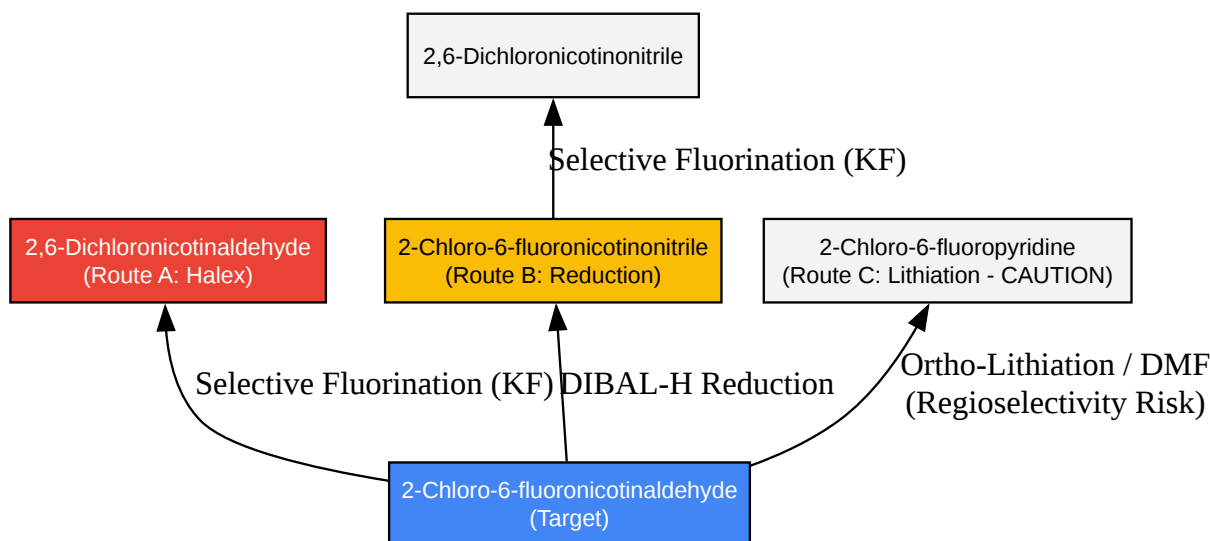 2,6-Dichloronicotinonitrile
Selective Fluorination (KF)
2,6-Dichloronicotinaldehyde
(Route A: Halex)
2-Chloro-6-fluoronicotinonitrile
(Route B: Reduction)
2-Chloro-6-fluoropyridine
(Route C: Lithiation - CAUTION)
Selective Fluorination (KF)
DIBAL-H Reduction
Ortho-Lithiation / DMF
(Regioselectivity Risk)
2-Chloro-6-fluoronicotinaldehyde
(Target)